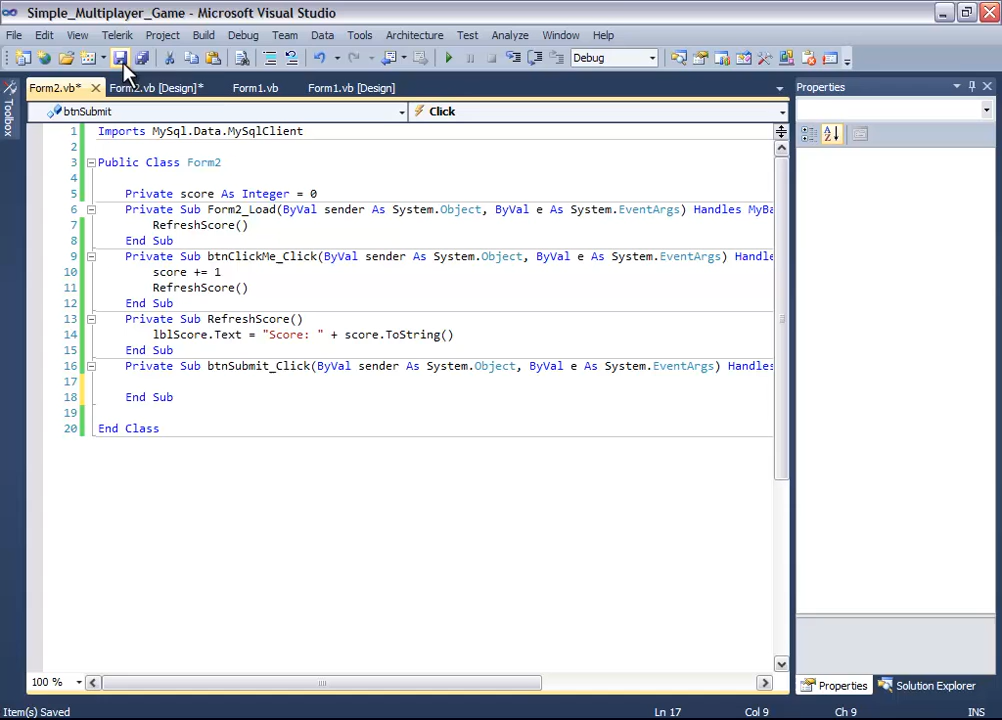 Simple_Multiplayer_Game - Microsoft Visual Studio
File Edit View Telerik Project Build Debug Team Data Tools Architecture Test Analyze Window Help
Debug
Form2.vb* Form2.vb [Design]* Form1.vb Form1.vb [Design] Properties
btnSubmit Click
Toolbox
1 Imports MySql.Data.MySqlClient
2
3 Public Class Form2
4
5 Private score As Integer = 0
6 Private Sub Form2_Load(ByVal sender As System.Object, ByVal e As System.EventArgs) Handles MyBa
7 RefreshScore()
8 End Sub
9 Private Sub btnClickMe_Click(ByVal sender As System.Object, ByVal e As System.EventArgs) Handle
10 score += 1
11 RefreshScore()
12 End Sub
13 Private Sub RefreshScore()
14 lblScore.Text = "Score: " + score.ToString()
15 End Sub
16 Private Sub btnSubmit_Click(ByVal sender As System.Object, ByVal e As System.EventArgs) Handles
17
18 End Sub
19
20 End Class
100 %
Properties Solution Explorer
Item(s) Saved Ln 17 Col 9 Ch 9 INS